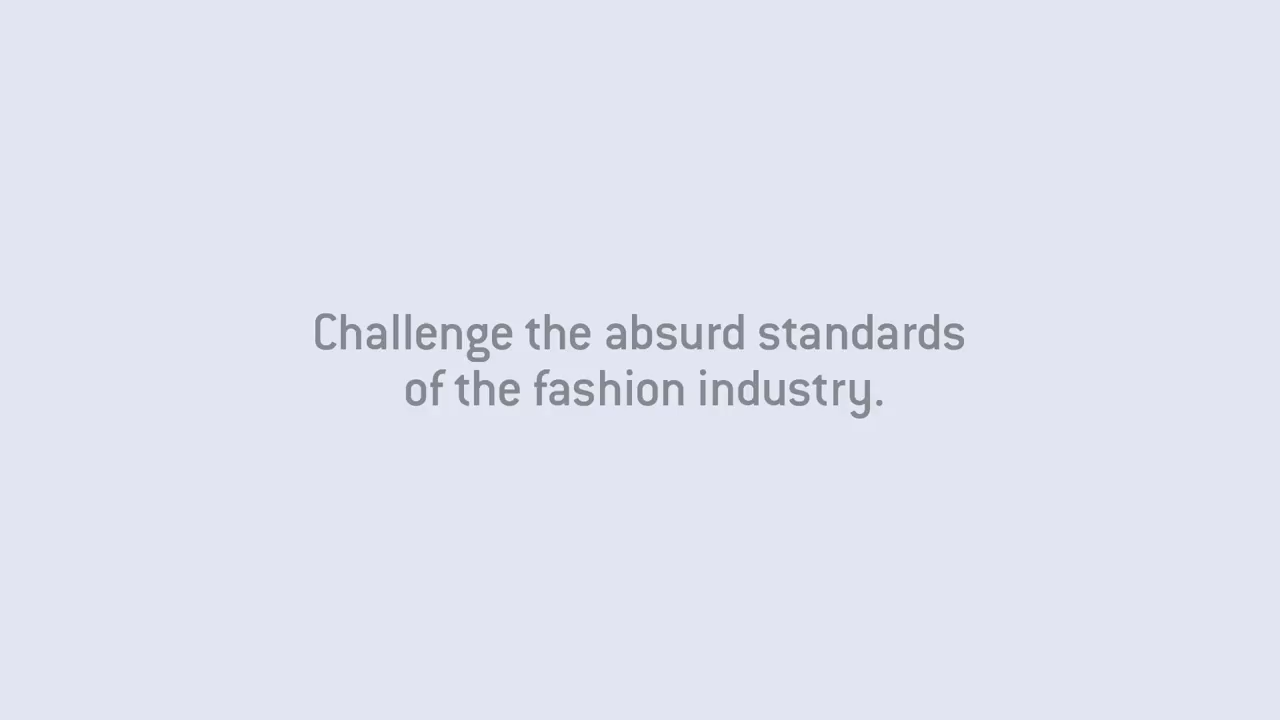 Challenge the absurd standards
of the fashion industry.